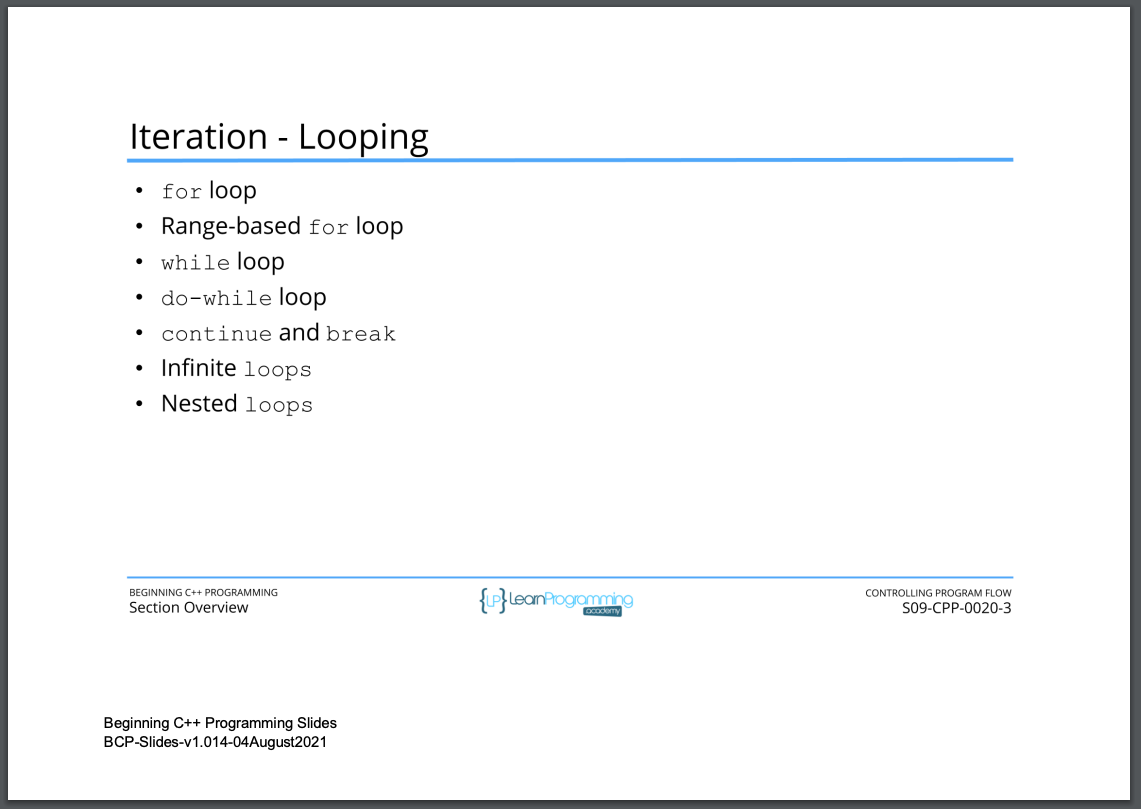 Iteration - Looping
• for loop
• Range-based for loop
• while loop
• do-while loop
• continue and break
• Infinite loops
• Nested loops
BEGINNING C++ PROGRAMMING
Section Overview
{LP} LearnProgramming
academy
CONTROLLING PROGRAM FLOW
S09-CPP-0020-3
Beginning C++ Programming Slides
BCP-Slides-v1.014-04August2021